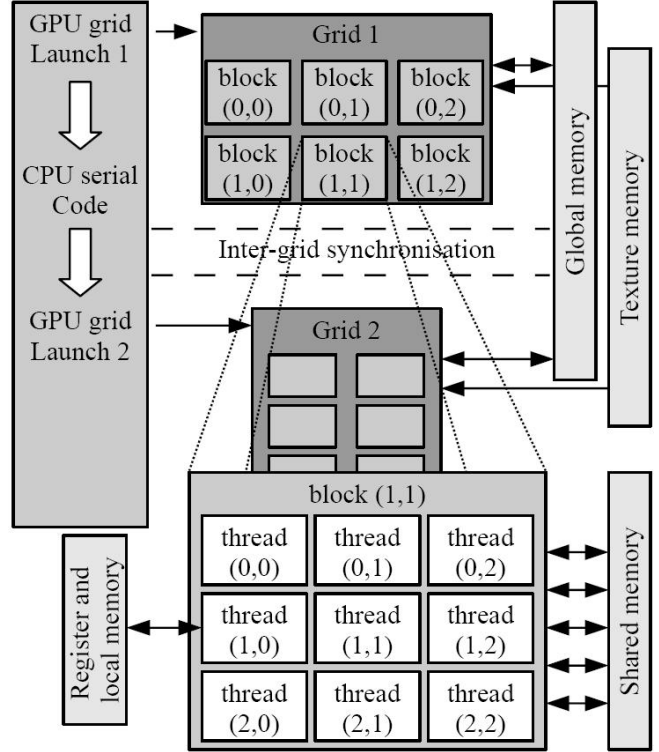 GPU grid
Launch 1
CPU serial
Code
GPU grid
Launch 2
Grid 1
block
(0,0)
block
(0,1)
block
(0,2)
block
(1,0)
block
(1,1)
block
(1,2)
Inter-grid synchronisation
Grid 2
Global memory
Texture memory
block (1,1)
thread
(0,0)
thread
(0,1)
thread
(0,2)
thread
(1,0)
thread
(1,1)
thread
(1,2)
thread
(2,0)
thread
(2,1)
thread
(2,2)
Register and
local memory
Shared memory